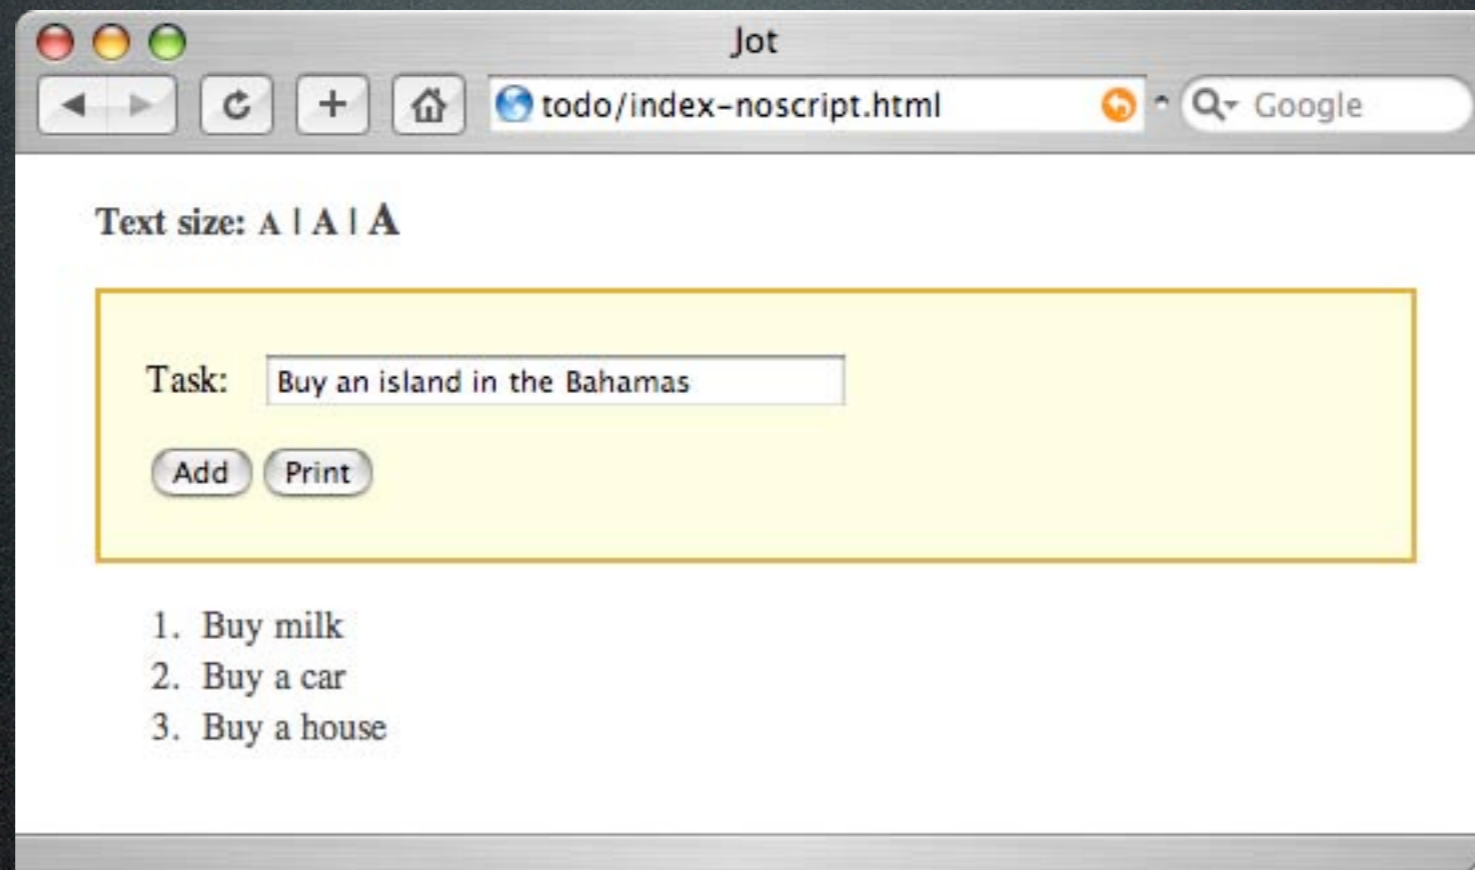 Jot
todo/index-noscript.html Google
Text size: A | A | A
Task: Buy an island in the Bahamas
Add Print
1. Buy milk
2. Buy a car
3. Buy a house